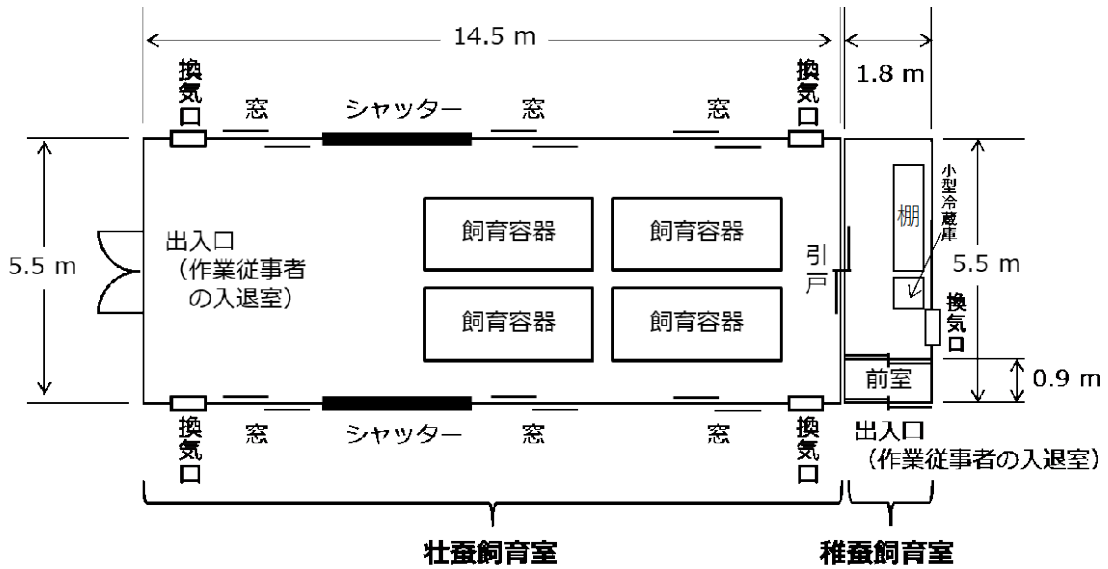 14.5 m
1.8 m
換気口
窓
シャッター
窓
窓
換気口
5.5 m
出入口
（作業従事者
の入退室）
飼育容器
飼育容器
飼育容器
飼育容器
引戸
棚
小型冷蔵庫
5.5 m
換気口
前室
0.9 m
換気口
窓
シャッター
窓
窓
換気口
出入口
（作業従事者の入退室）
壮蚕飼育室
稚蚕飼育室